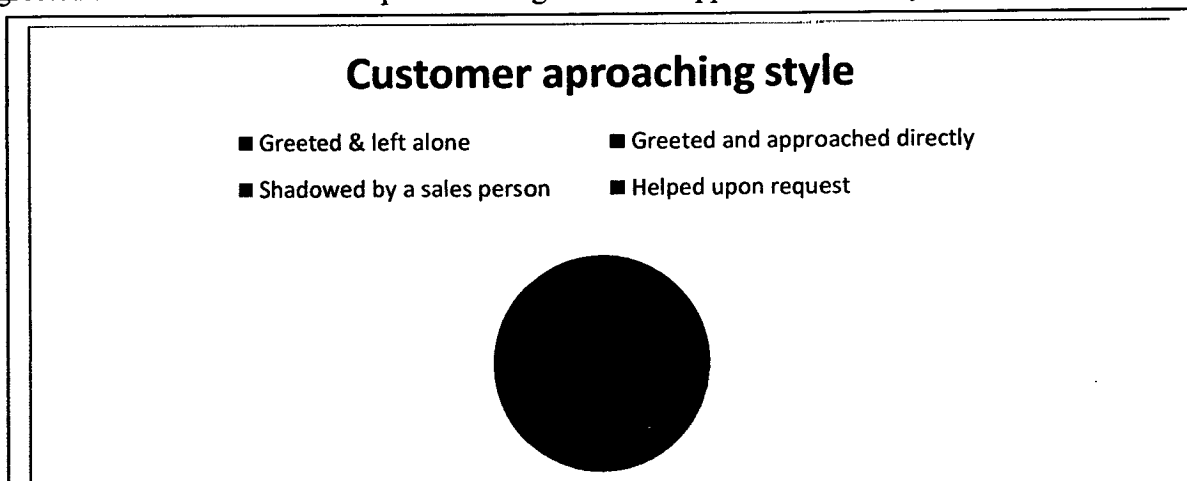 Customer aproaching style
Greeted & left alone
Greeted and approached directly
Shadowed by a sales person
Helped upon request